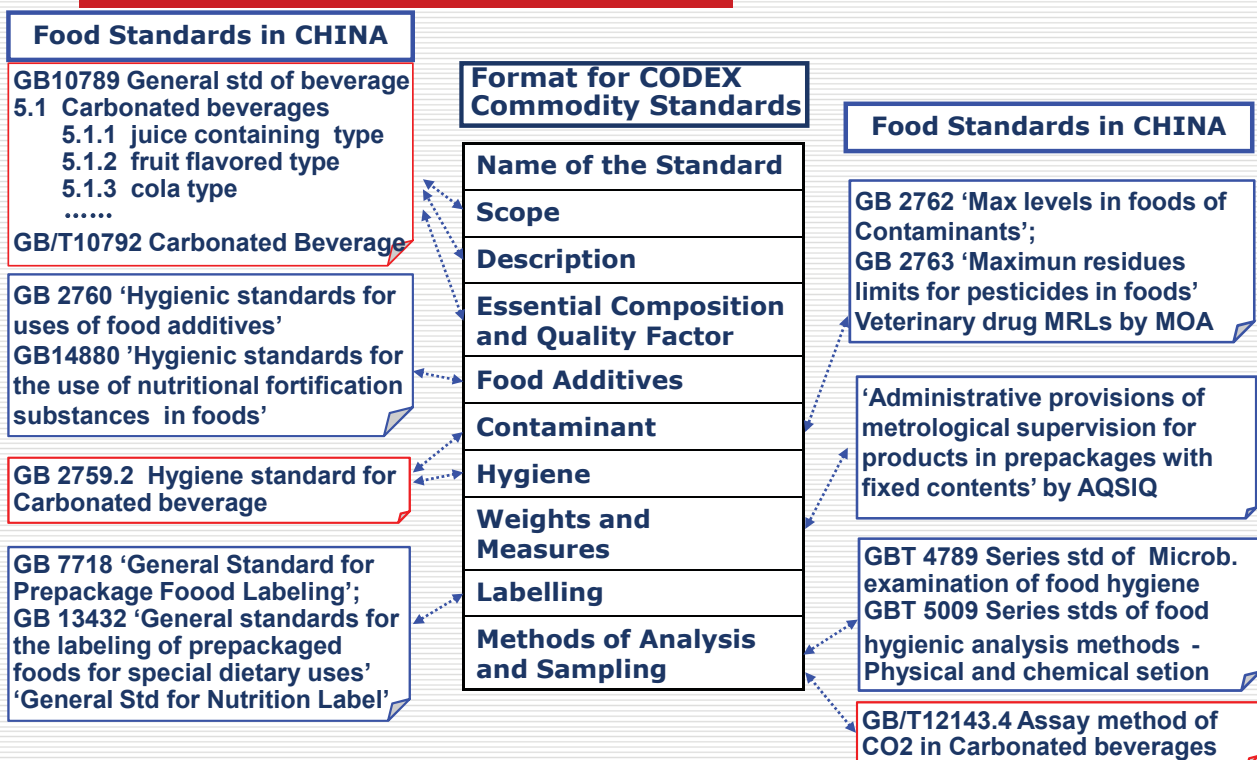 Food Standards in CHINA
GB10789 General std of beverage
5.1 Carbonated beverages
5.1.1 juice containing type
5.1.2 fruit flavored type
5.1.3 cola type
……
GB/T10792 Carbonated Beverage
GB 2760 ‘Hygienic standards for
uses of food additives’
GB14880 ’Hygienic standards for
the use of nutritional fortification
substances in foods’
GB 2759.2 Hygiene standard for
Carbonated beverage
GB 7718 ‘General Standard for
Prepackage Foood Labeling’;
GB 13432 ‘General standards for
the labeling of prepackaged
foods for special dietary uses’
‘General Std for Nutrition Label’
Format for CODEX
Commodity Standards
Name of the Standard
Scope
Description
Essential Composition
and Quality Factor
Food Additives
Contaminant
Hygiene
Weights and
Measures
Labelling
Methods of Analysis
and Sampling
Food Standards in CHINA
GB 2762 ‘Max levels in foods of
Contaminants’;
GB 2763 ‘Maximun residues
limits for pesticides in foods’
Veterinary drug MRLs by MOA
‘Administrative provisions of
metrological supervision for
products in prepackages with
fixed contents’ by AQSIQ
GBT 4789 Series std of Microb.
examination of food hygiene
GBT 5009 Series stds of food
hygienic analysis methods -
Physical and chemical setion
GB/T12143.4 Assay method of
CO2 in Carbonated beverages